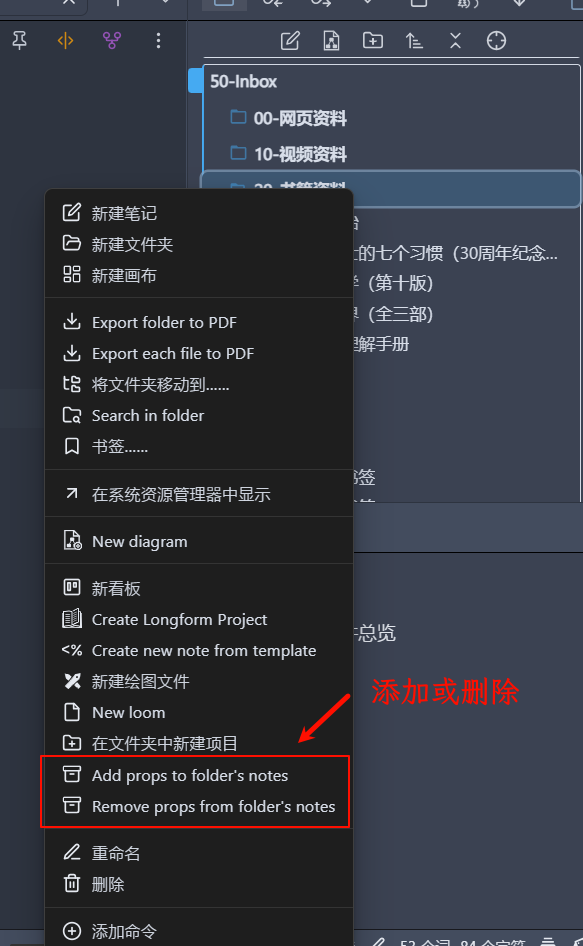 50-Inbox
00-网页资料
10-视频资料
20-书籍资料
新建笔记
新建文件夹
的七个习惯（30周年纪念...
新建画布
（第十版）
（全三部）
Export folder to PDF
理解手册
Export each file to PDF
将文件夹移动到......
Search in folder
书签......
书签
在系统资源管理器中显示
New diagram
新看板
Create Longform Project
总览
<% Create new note from template
新建绘图文件
添加或删除
New loom
在文件夹中新建项目
Add props to folder's notes
Remove props from folder's notes
重命名
删除
添加命令
52 个词 84 个字符